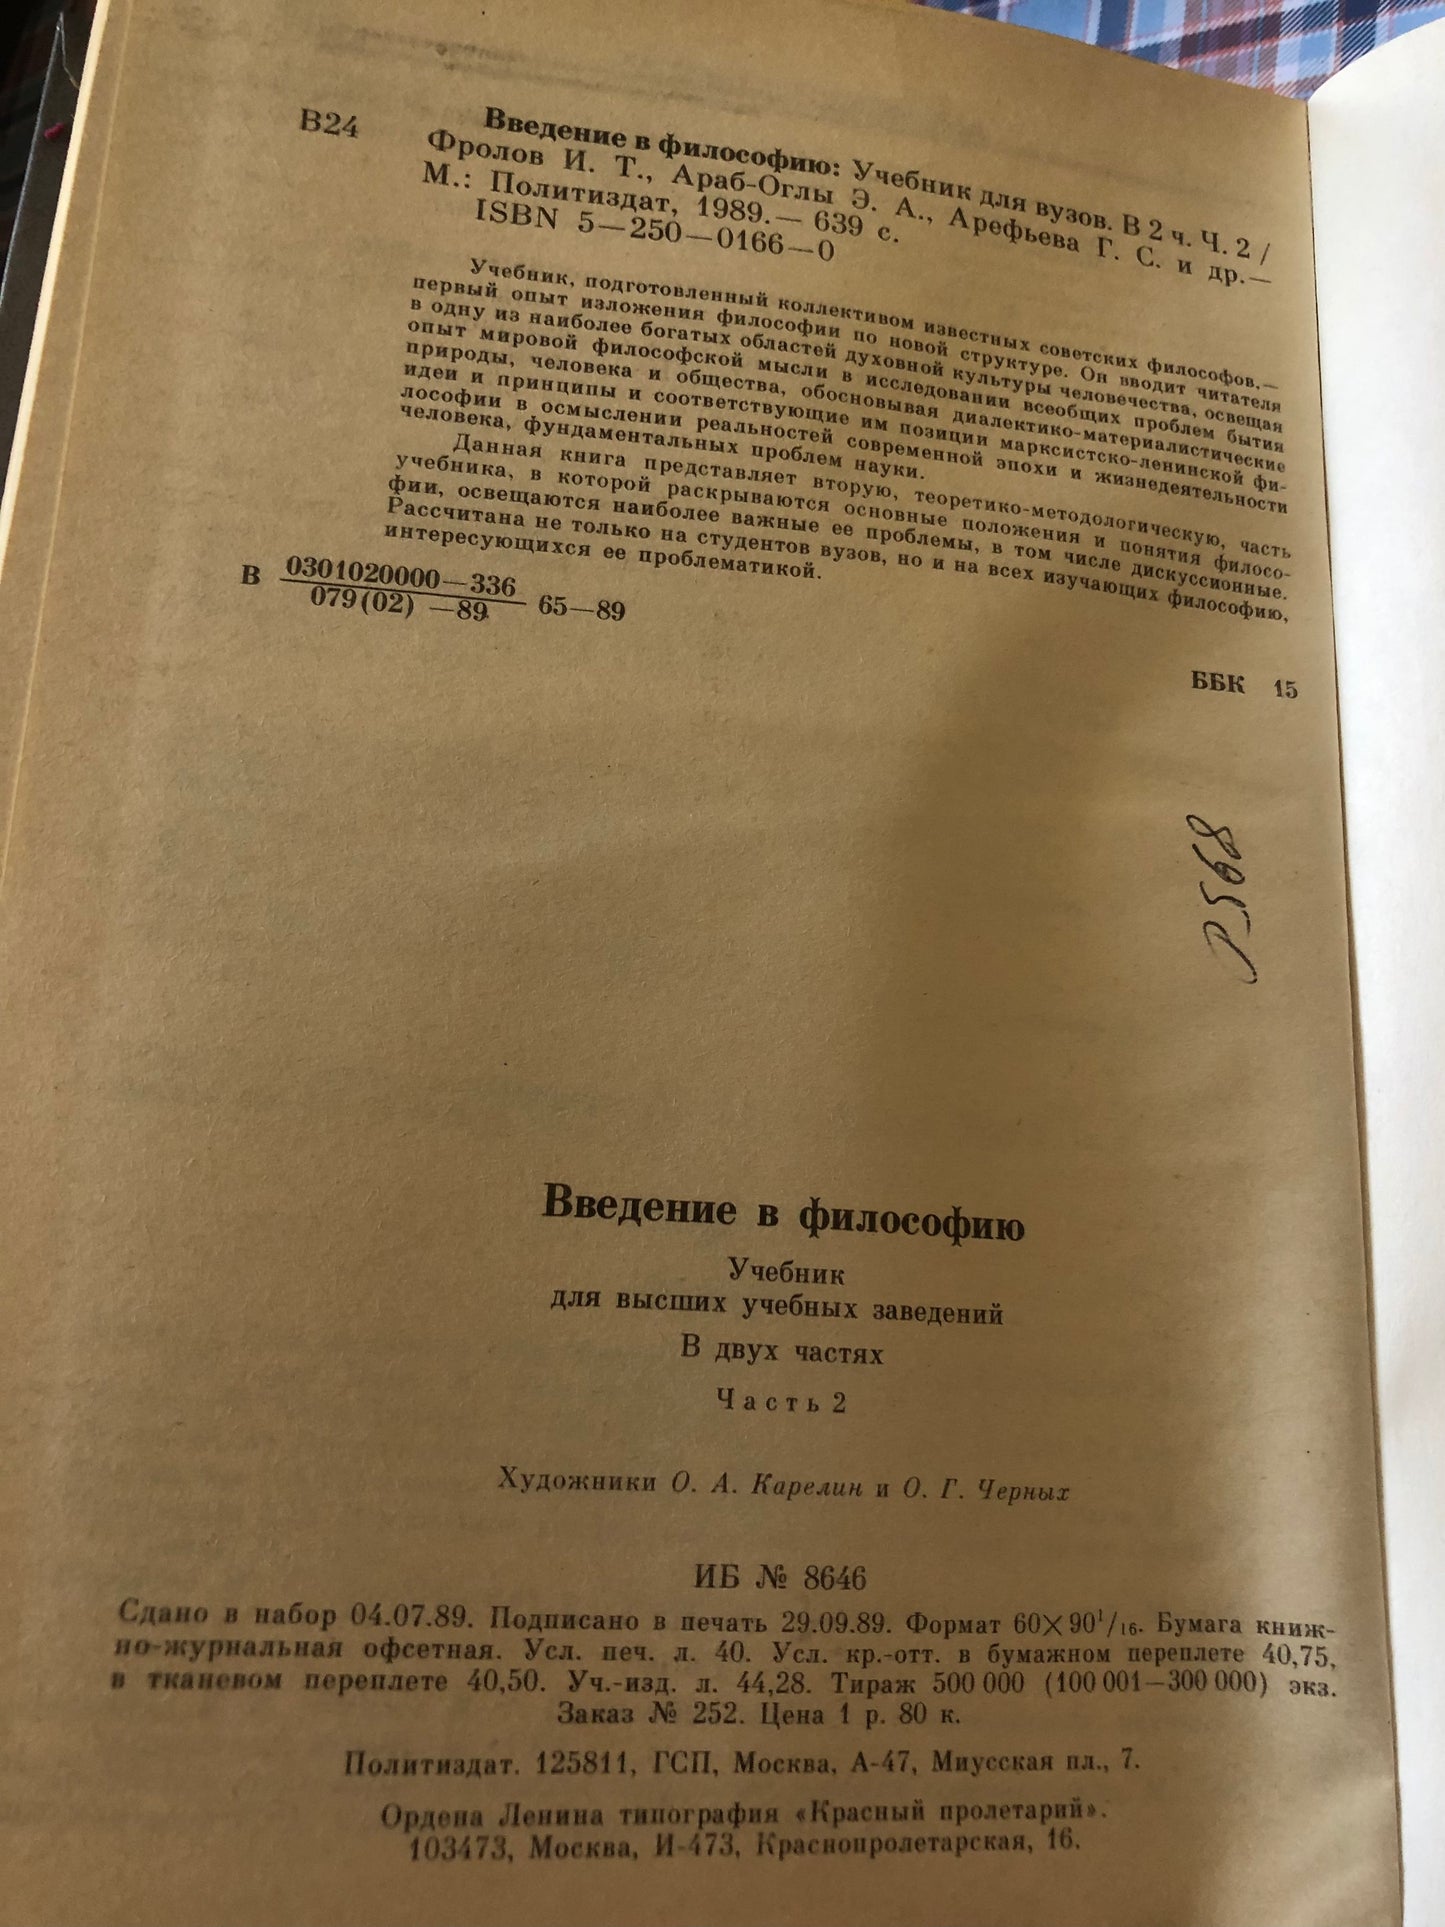 В24
Введение в философию: Учебник для вузов. В 2 ч. Ч. 2 /
Фролов И. Т., Араб-Оглы Э. А., Арефьева Г. С. и др.—
М.: Политиздат, 1989.— 639 с.
ISBN 5—250—0166—0
Учебник, подготовленный коллективом известных советских философов,—
первый опыт изложения философии по новой структуре. Он вводит читателя
в одну из наиболее богатых областей духовной культуры человечества, освещая
опыт мировой философской мысли в исследовании всеобщих проблем бытия
природы, человека и общества, обосновывая диалектико-материалистические
идеи и принципы и соответствующие им позиции марксистско-ленинской фи-
лософии в осмыслении реальностей современной эпохи и жизнедеятельности
человека, фундаментальных проблем науки.
Данная книга представляет вторую, теоретико-методологическую, часть
учебника, в которой раскрываются основные положения и понятия филосо-
фии, освещаются наиболее важные ее проблемы, в том числе дискуссионные.
Рассчитана не только на студентов вузов, но и на всех изучающих философию,
интересующихся ее проблематикой.
В 0301020000—336
079(02) —89 65—89
ББК 15
Р_568
Введение в философию
Учебник
для высших учебных заведений
В двух частях
Часть 2
Художники О. А. Карелин и О. Г. Черных
ИБ № 8646
Сдано в набор 04.07.89. Подписано в печать 29.09.89. Формат 60×90¹/₁₆. Бумага книж-
но-журнальная офсетная. Усл. печ. л. 40. Усл. кр.-отт. в бумажном переплете 40,75,
в тканевом переплете 40,50. Уч.-изд. л. 44,28. Тираж 500 000 (100 001—300 000) экз.
Заказ № 252. Цена 1 р. 80 к.
Политиздат. 125811, ГСП, Москва, А-47, Миусская пл., 7.
Ордена Ленина типография «Красный пролетарий».
103473, Москва, И-473, Краснопролетарская, 16.